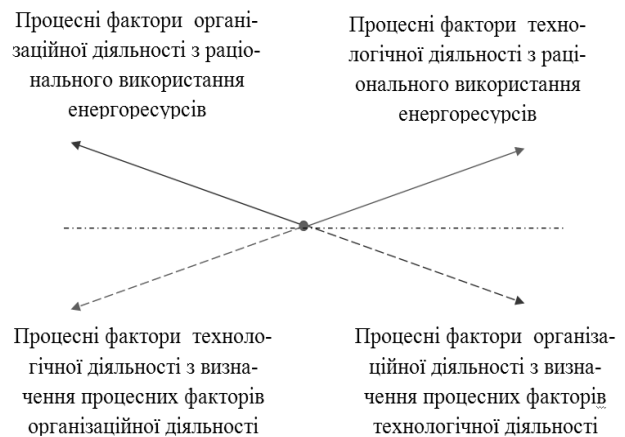 Процесні фактори органі-
заційної діяльності з раціо-
нального використання
енергоресурсів
Процесні фактори техно-
логічної діяльності з раці-
онального використання
енергоресурсів
Процесні фактори техноло-
гічної діяльності з визна-
чення процесних факторів
організаційної діяльності
Процесні фактори організа-
ційної діяльності з визна-
чення процесних факторів
технологічної діяльності